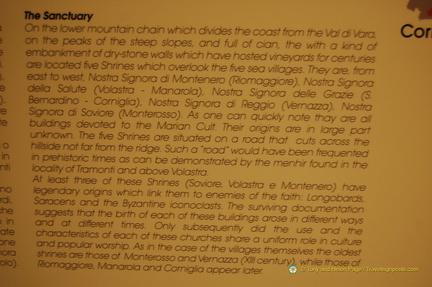 The Sanctuary
On the lower mountain chain which divides the coast from the Val di Vara,
on the peaks of the steep slopes, and full of cian, the with a kind of
embankment of dry-stone walls which have hosted vineyards for centuries
are located five Shrines which overlook the five sea villages. They are, from
east to west, Nostra Signora di Montenero (Riomaggiore), Nostra Signora
della Salute (Volastra - Manarola), Nostra Signora delle Grazie (S.
Bernardino - Corniglia), Nostra Signora di Reggio (Vernazza), Nostra
Signora di Soviore (Monterosso). As one can quickly note they are all
buildings devoted to the Marian Cult. Their origins are in large part
unknown. The five Shrines are situated on a road that cuts across the
hillside not far from the ridge. Such a "road" would have been frequented
in prehistoric times as can be demonstrated by the menhir found in the
locality of Tramonti and above Volastra.
At least three of these Shrines (Soviore, Volastra e Montenero) have
legendary origins which link them to enemies of the faith: Longobards,
Saracens and the Byzantine iconoclasts. The surviving documentation
suggests that the birth of each of these buildings arose in different ways
and at different times. Only subsequently did the use and the
characteristics of each of these churches share a uniform role in culture
and popular worship. As in the case of the villages themselves the oldest
shrines are those of Monterosso and Vernazza (XIII century), while those of
Riomaggiore, Manarola and Corniglia appear later.